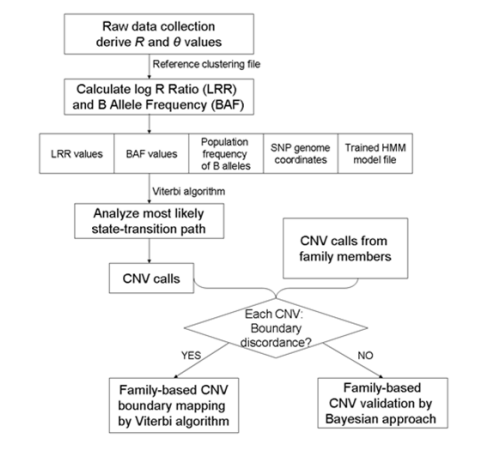 Raw data collection
derive R and θ values
Reference clustering file
Calculate log R Ratio (LRR)
and B Allele Frequency (BAF)
LRR values
BAF values
Population
frequency
of B alleles
SNP genome
coordinates
Trained HMM
model file
Viterbi algorithm
Analyze most likely
state-transition path
CNV calls from
family members
CNV calls
Each CNV:
Boundary
discordance?
YES
NO
Family-based CNV
boundary mapping
by Viterbi algorithm
Family-based
CNV validation by
Bayesian approach